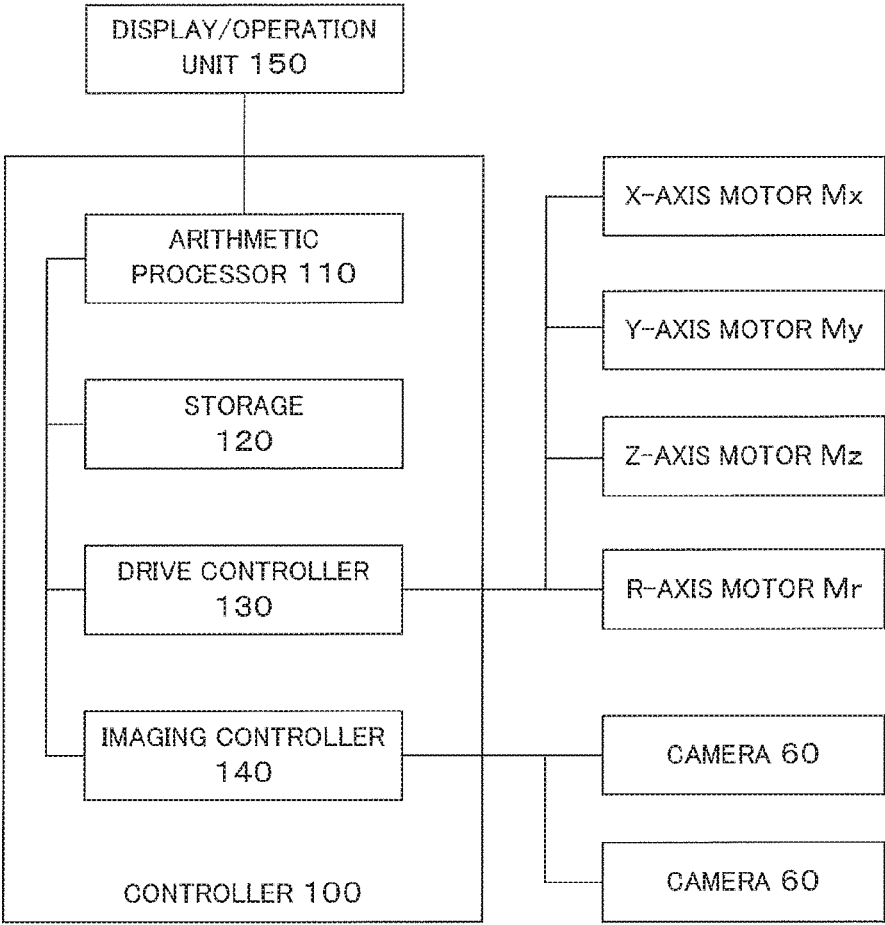 DISPLAY/OPERATION
UNIT 150
ARITHMETIC
PROCESSOR 110
STORAGE
120
DRIVE CONTROLLER
130
IMAGING CONTROLLER
140
CONTROLLER 100
X-AXIS MOTOR Mx
Y-AXIS MOTOR My
Z-AXIS MOTOR Mz
R-AXIS MOTOR Mr
CAMERA 60
CAMERA 60